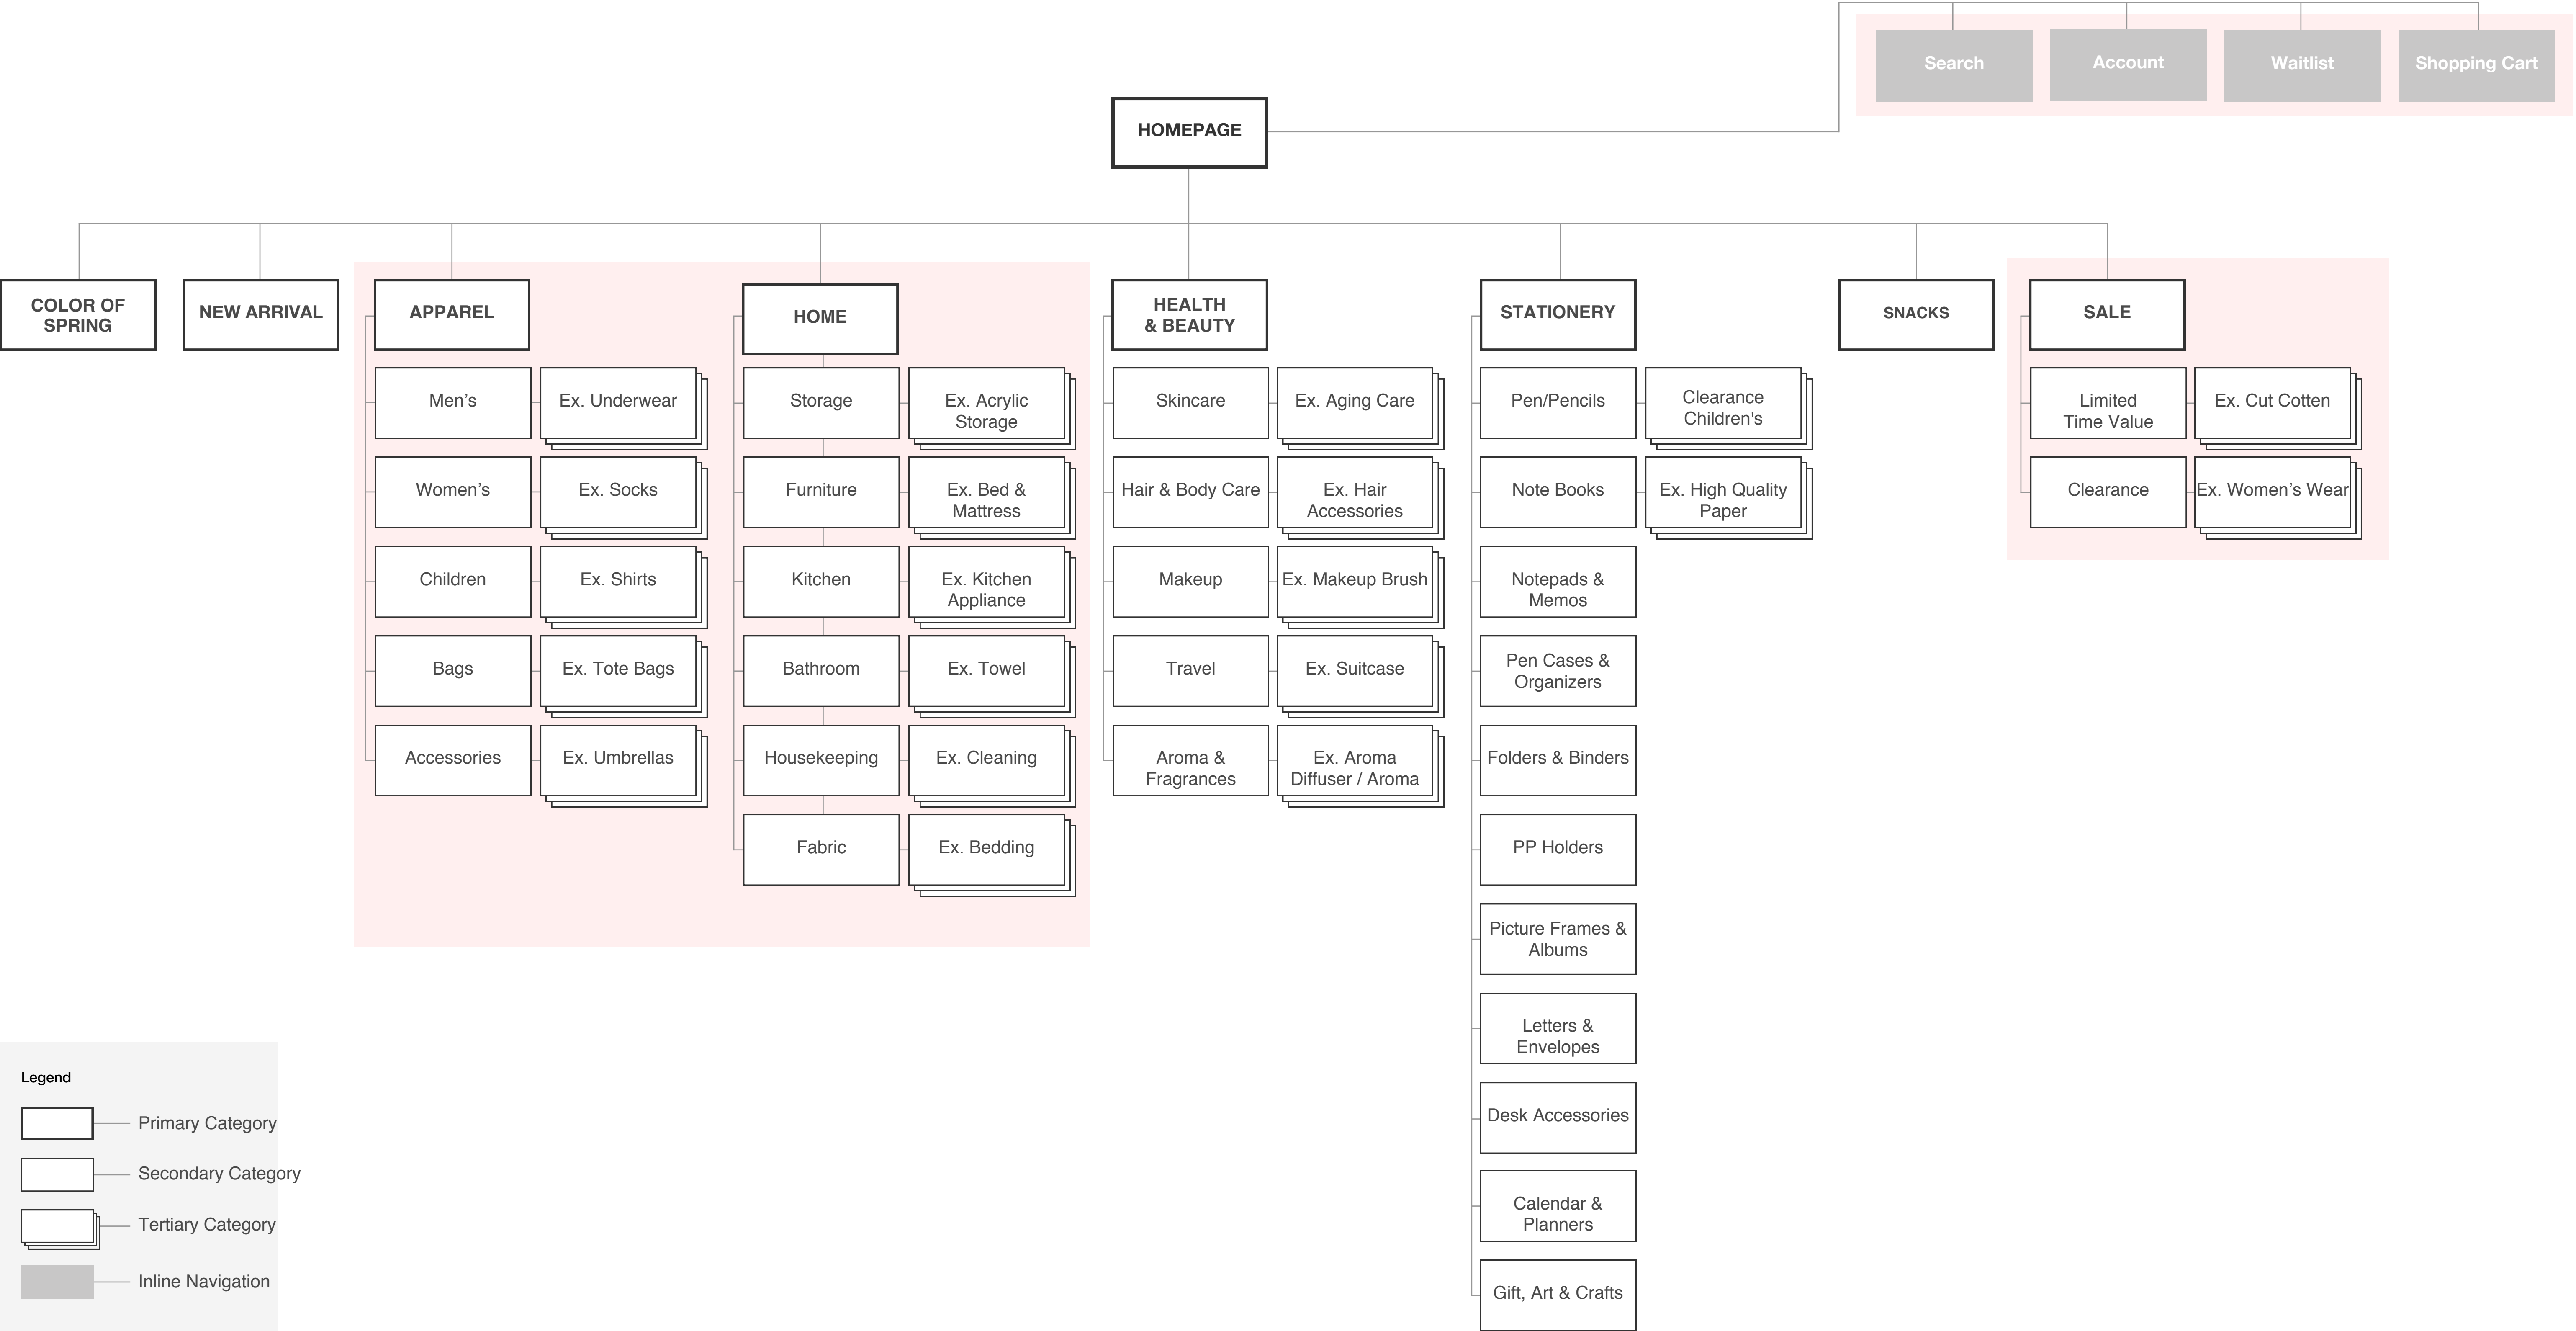 Search
Account
Waitlist
Shopping Cart
HOMEPAGE
COLOR OF
SPRING
NEW ARRIVAL
APPAREL
HOME
HEALTH
& BEAUTY
STATIONERY
SNACKS
SALE
Men’s
Ex. Underwear
Women’s
Ex. Socks
Children
Ex. Shirts
Bags
Ex. Tote Bags
Accessories
Ex. Umbrellas
Storage
Ex. Acrylic
Storage
Furniture
Ex. Bed &
Mattress
Kitchen
Ex. Kitchen
Appliance
Bathroom
Ex. Towel
Housekeeping
Ex. Cleaning
Fabric
Ex. Bedding
Skincare
Ex. Aging Care
Hair & Body Care
Ex. Hair
Accessories
Makeup
Ex. Makeup Brush
Travel
Ex. Suitcase
Aroma &
Fragrances
Ex. Aroma
Diffuser / Aroma
Pen/Pencils
Clearance
Children's
Note Books
Ex. High Quality
Paper
Notepads &
Memos
Pen Cases &
Organizers
Folders & Binders
PP Holders
Picture Frames &
Albums
Letters &
Envelopes
Desk Accessories
Calendar &
Planners
Gift, Art & Crafts
Limited
Time Value
Ex. Cut Cotten
Clearance
Ex. Women’s Wear
Legend
Primary Category
Secondary Category
Tertiary Category
Inline Navigation